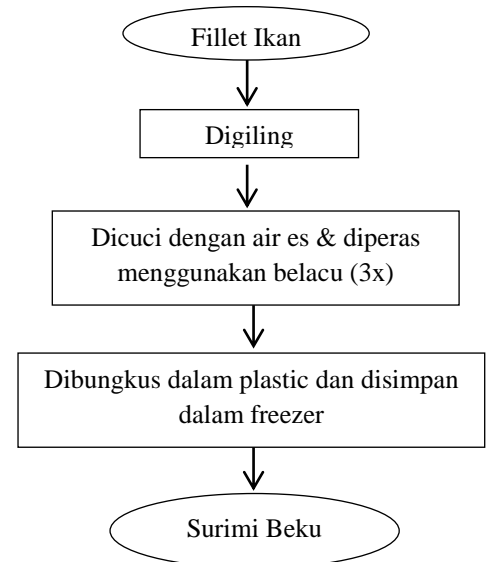 Fillet Ikan
Digiling
Dicuci dengan air es & diperas
menggunakan belacu (3x)
Dibungkus dalam plastic dan disimpan
dalam freezer
Surimi Beku